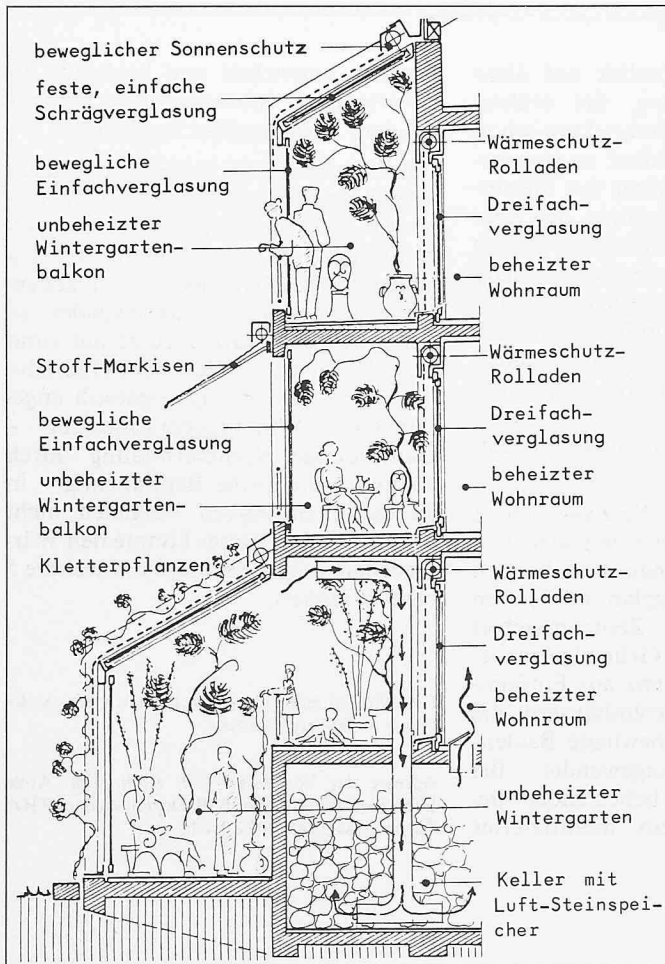 beweglicher Sonnenschutz
feste, einfache
Schrägverglasung
bewegliche
Einfachverglasung
unbeheizter
Wintergarten-
balkon
Wärmeschutz-
Rolladen
Dreifach-
verglasung
beheizter
Wohnraum
Stoff-Markisen
bewegliche
Einfachverglasung
unbeheizter
Wintergarten-
balkon
Wärmeschutz-
Rolladen
Dreifach-
verglasung
beheizter
Wohnraum
Kletterpflanzen
Wärmeschutz-
Rolladen
Dreifach-
verglasung
beheizter
Wohnraum
unbeheizter
Wintergarten
Keller mit
Luft-Steinspei-
cher